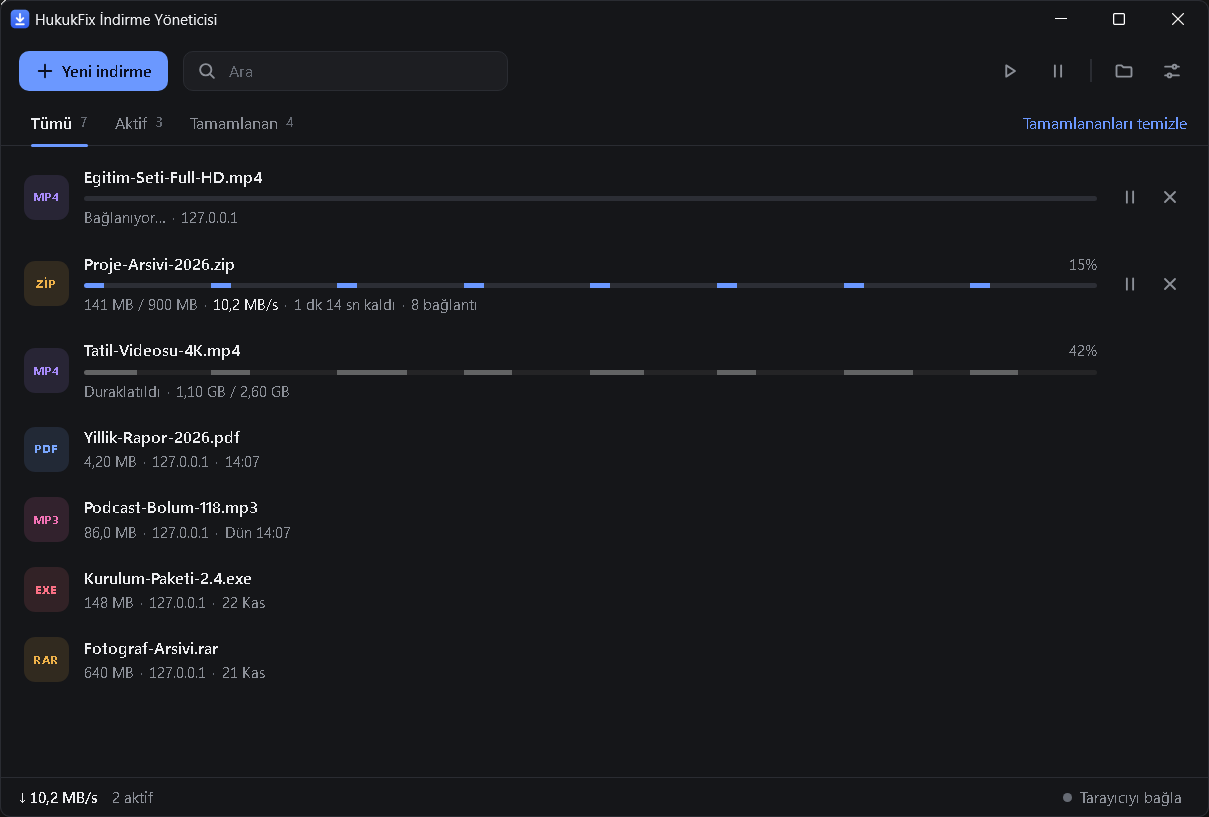 HukukFix İndirme Yöneticisi
Yeni indirme
Ara
Tümü 7 Aktif 3 Tamamlanan 4 Tamamlananları temizle
MP4
Egitim-Seti-Full-HD.mp4
Bağlanıyor... · 127.0.0.1
ZİP
Proje-Arsivi-2026.zip 15%
141 MB / 900 MB · 10,2 MB/s · 1 dk 14 sn kaldı · 8 bağlantı
MP4
Tatil-Videosu-4K.mp4 42%
Duraklatıldı · 1,10 GB / 2,60 GB
PDF
Yillik-Rapor-2026.pdf
4,20 MB · 127.0.0.1 · 14:07
MP3
Podcast-Bolum-118.mp3
86,0 MB · 127.0.0.1 · Dün 14:07
EXE
Kurulum-Paketi-2.4.exe
148 MB · 127.0.0.1 · 22 Kas
RAR
Fotograf-Arsivi.rar
640 MB · 127.0.0.1 · 21 Kas
↓ 10,2 MB/s 2 aktif Tarayıcıyı bağla